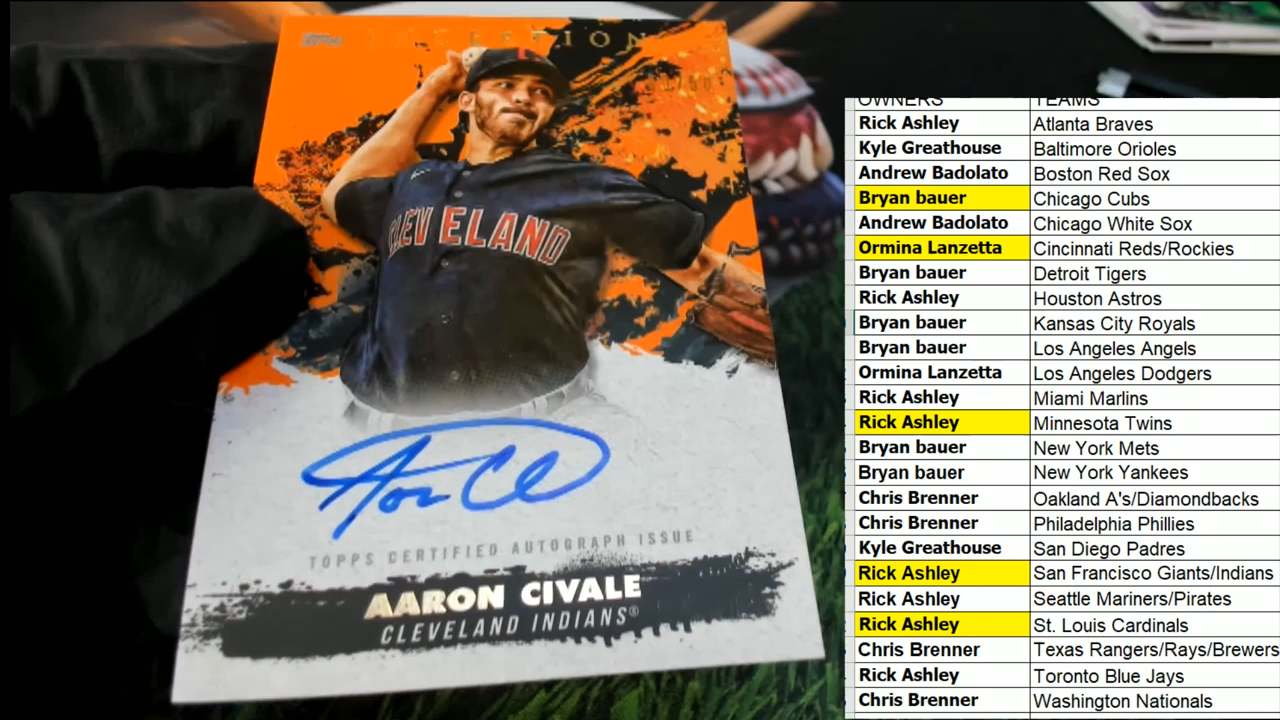 topps INCEPTION
/50
CLEVELAND
TOPPS CERTIFIED AUTOGRAPH ISSUE
AARON CIVALE
CLEVELAND INDIANS®
OWNERS TEAMS
Rick Ashley Atlanta Braves
Kyle Greathouse Baltimore Orioles
Andrew Badolato Boston Red Sox
Bryan bauer Chicago Cubs
Andrew Badolato Chicago White Sox
Ormina Lanzetta Cincinnati Reds/Rockies
Bryan bauer Detroit Tigers
Rick Ashley Houston Astros
Bryan bauer Kansas City Royals
Bryan bauer Los Angeles Angels
Ormina Lanzetta Los Angeles Dodgers
Rick Ashley Miami Marlins
Rick Ashley Minnesota Twins
Bryan bauer New York Mets
Bryan bauer New York Yankees
Chris Brenner Oakland A's/Diamondbacks
Chris Brenner Philadelphia Phillies
Kyle Greathouse San Diego Padres
Rick Ashley San Francisco Giants/Indians
Rick Ashley Seattle Mariners/Pirates
Rick Ashley St. Louis Cardinals
Chris Brenner Texas Rangers/Rays/Brewers
Rick Ashley Toronto Blue Jays
Chris Brenner Washington Nationals